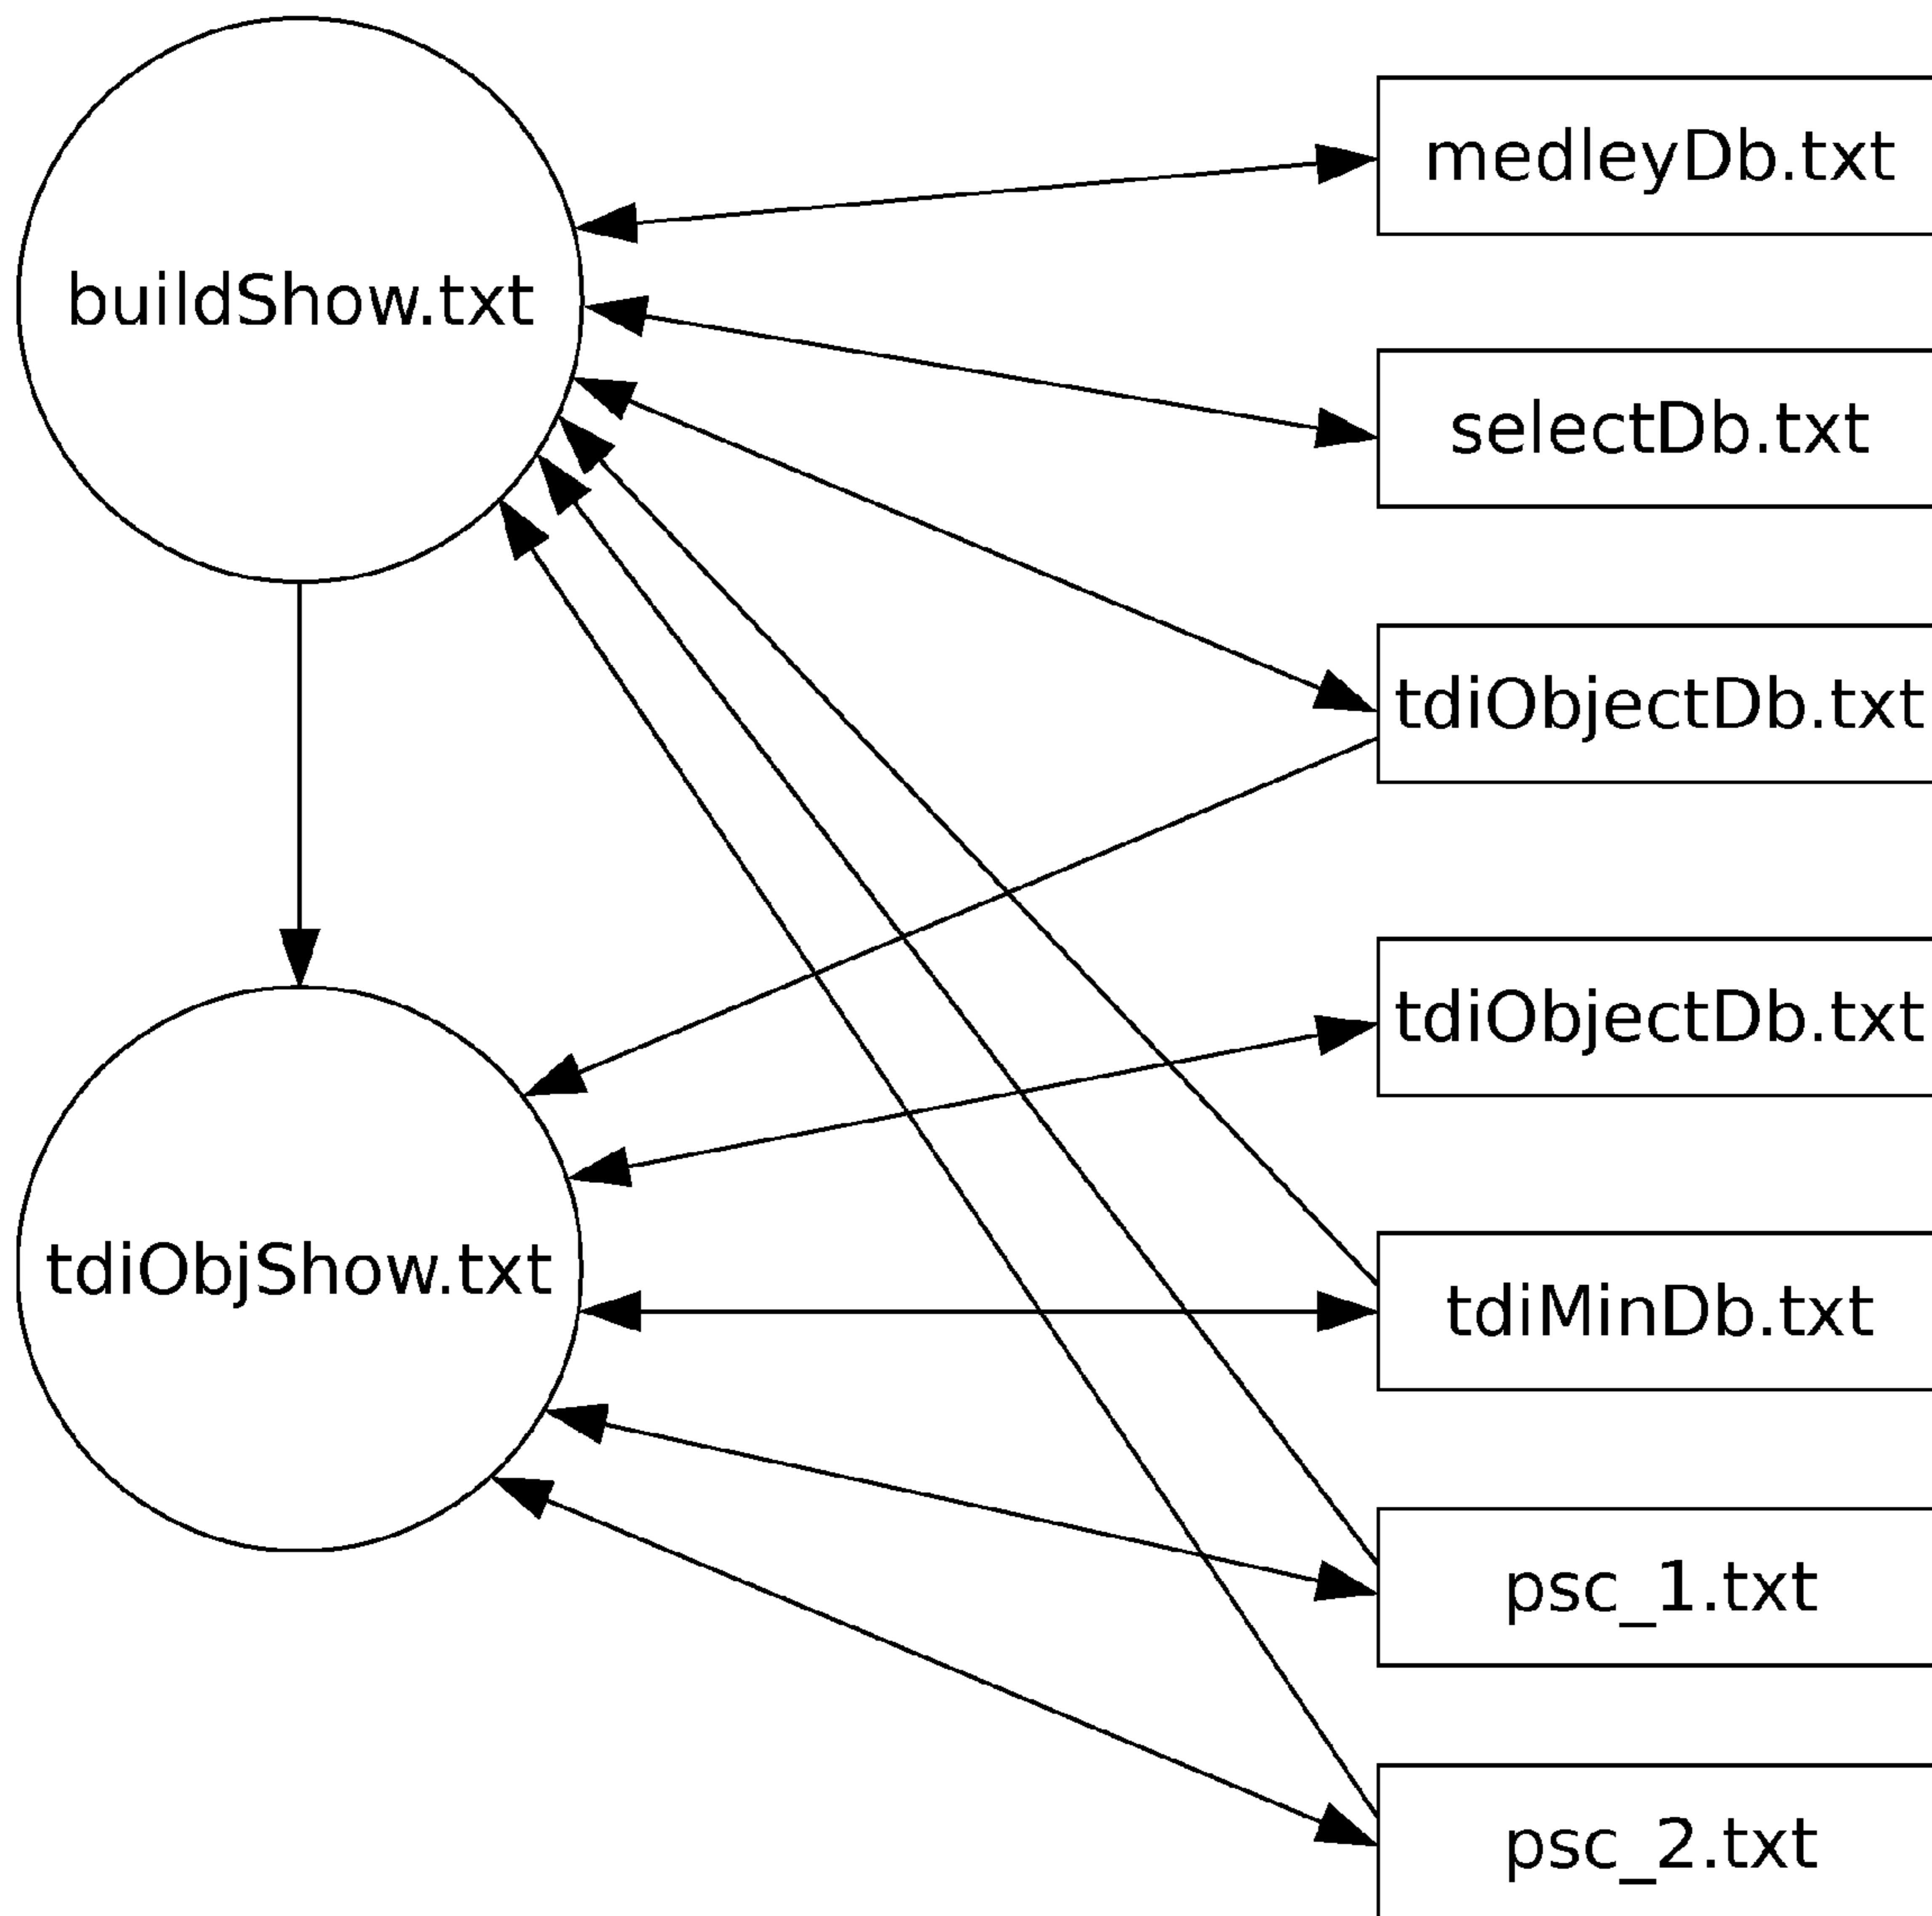 medleyDb.txt
buildShow.txt
selectDb.txt
tdiObjectDb.txt
tdiObjectDb.txt
tdiObjShow.txt
tdiMinDb.txt
psc_1.txt
psc_2.txt